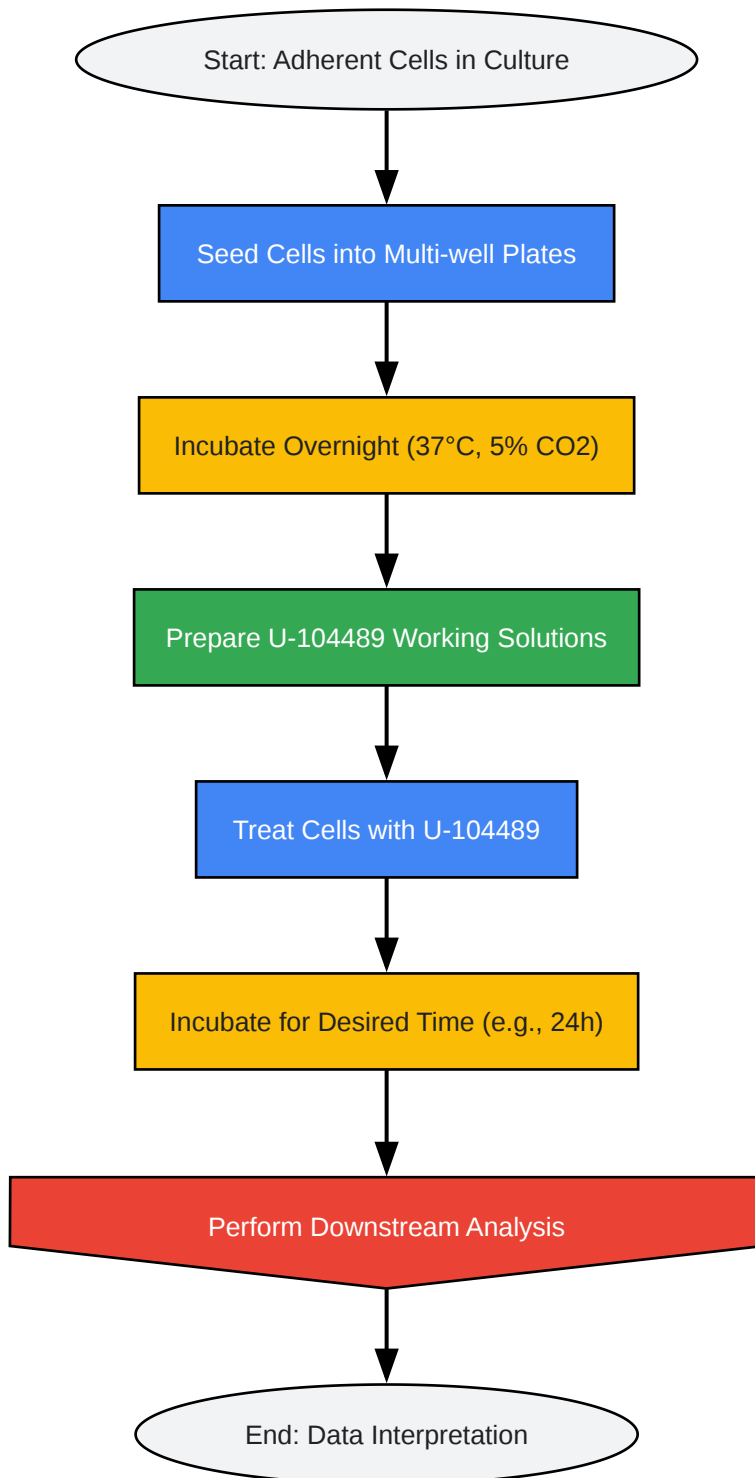 Start: Adherent Cells in Culture
Seed Cells into Multi-well Plates
Incubate Overnight (37°C, 5% CO2)
Prepare U-104489 Working Solutions
Treat Cells with U-104489
Incubate for Desired Time (e.g., 24h)
Perform Downstream Analysis
End: Data Interpretation